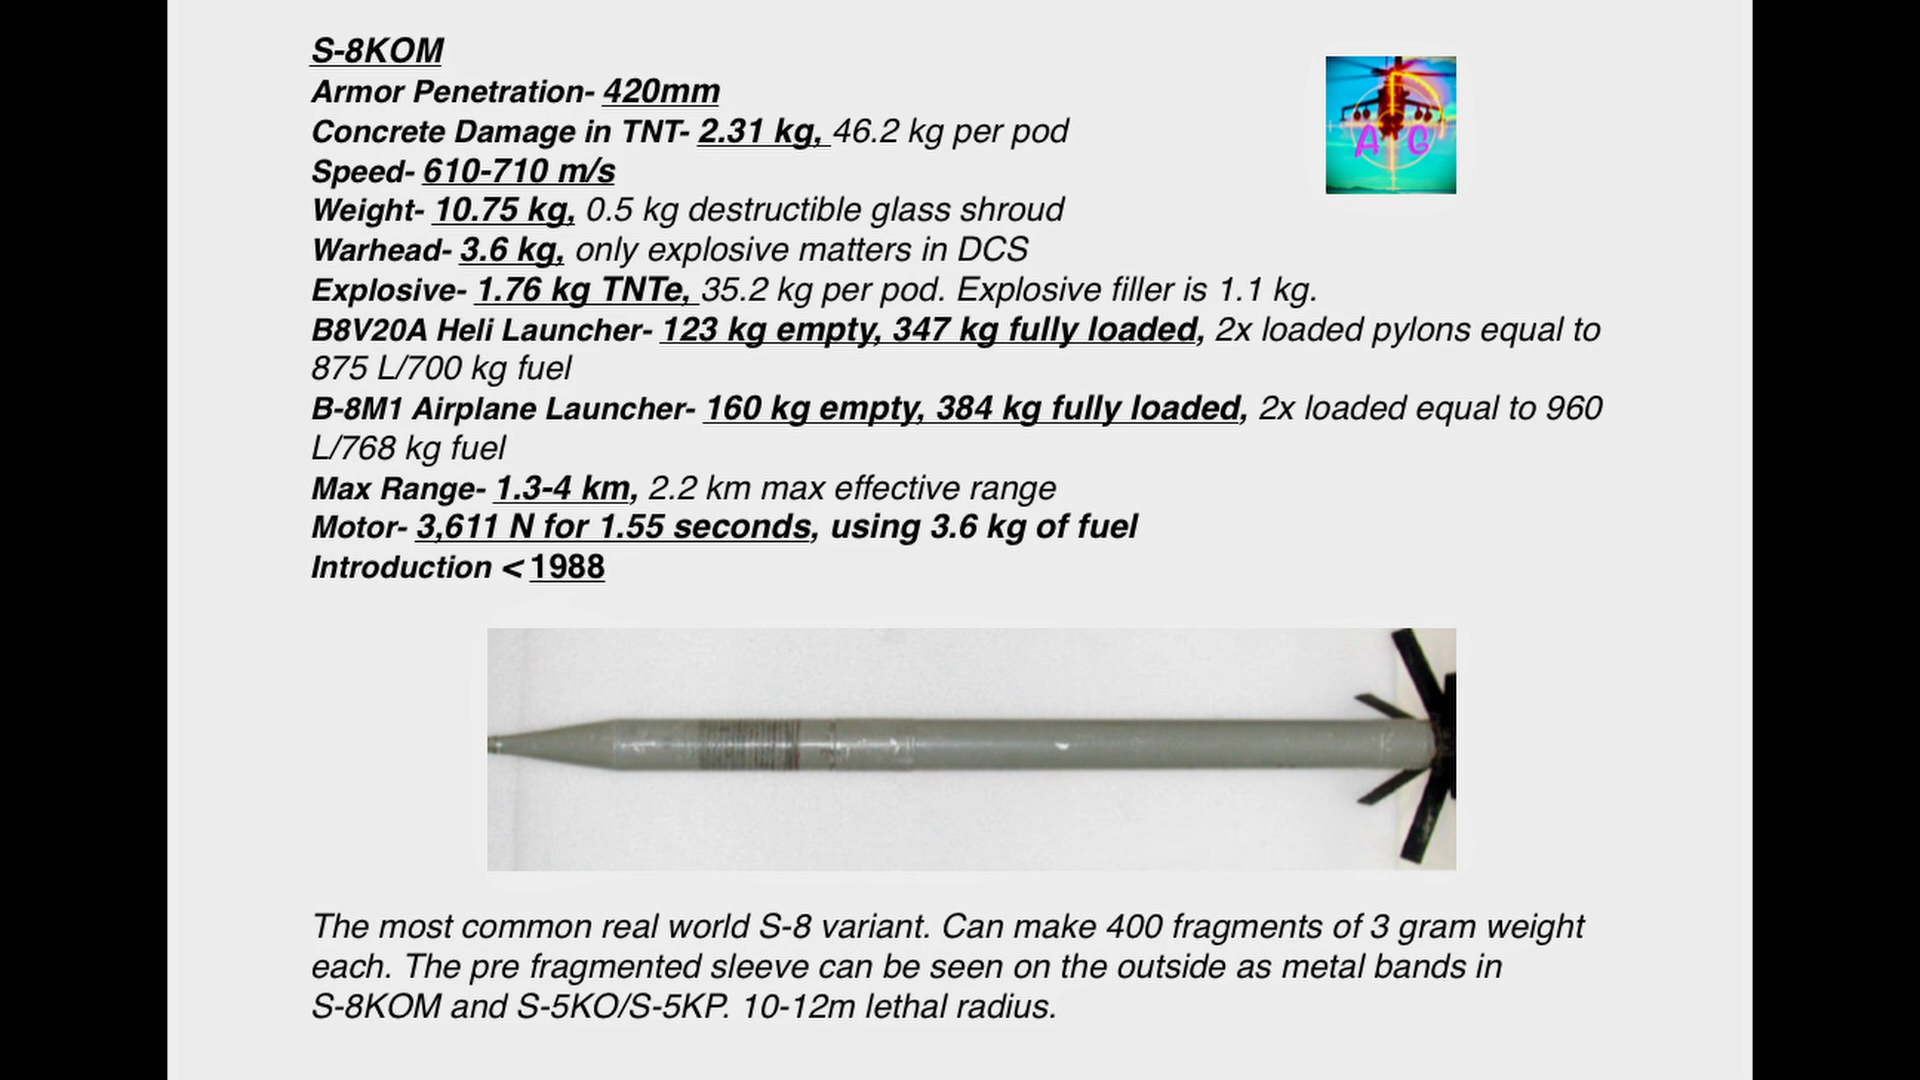 S-8KOM
Armor Penetration- 420mm
Concrete Damage in TNT- 2.31 kg, 46.2 kg per pod
Speed- 610-710 m/s
Weight- 10.75 kg, 0.5 kg destructible glass shroud
Warhead- 3.6 kg, only explosive matters in DCS
Explosive- 1.76 kg TNTe, 35.2 kg per pod. Explosive filler is 1.1 kg.
B8V20A Heli Launcher- 123 kg empty, 347 kg fully loaded, 2x loaded pylons equal to
875 L/700 kg fuel
B-8M1 Airplane Launcher- 160 kg empty, 384 kg fully loaded, 2x loaded equal to 960
L/768 kg fuel
Max Range- 1.3-4 km, 2.2 km max effective range
Motor- 3,611 N for 1.55 seconds, using 3.6 kg of fuel
Introduction < 1988
A G
The most common real world S-8 variant. Can make 400 fragments of 3 gram weight
each. The pre fragmented sleeve can be seen on the outside as metal bands in
S-8KOM and S-5KO/S-5KP. 10-12m lethal radius.